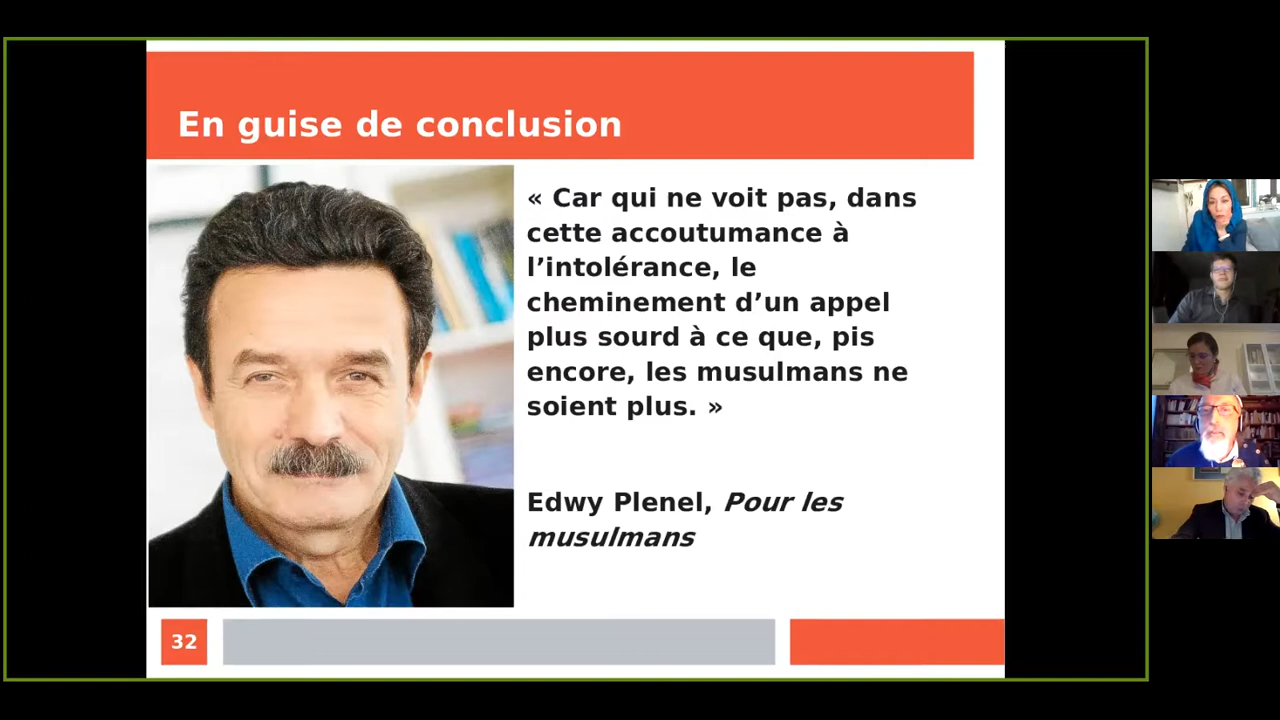 En guise de conclusion
« Car qui ne voit pas, dans
cette accoutumance à
l’intolérance, le
cheminement d’un appel
plus sourd à ce que, pis
encore, les musulmans ne
soient plus. »
Edwy Plenel, Pour les
musulmans
32